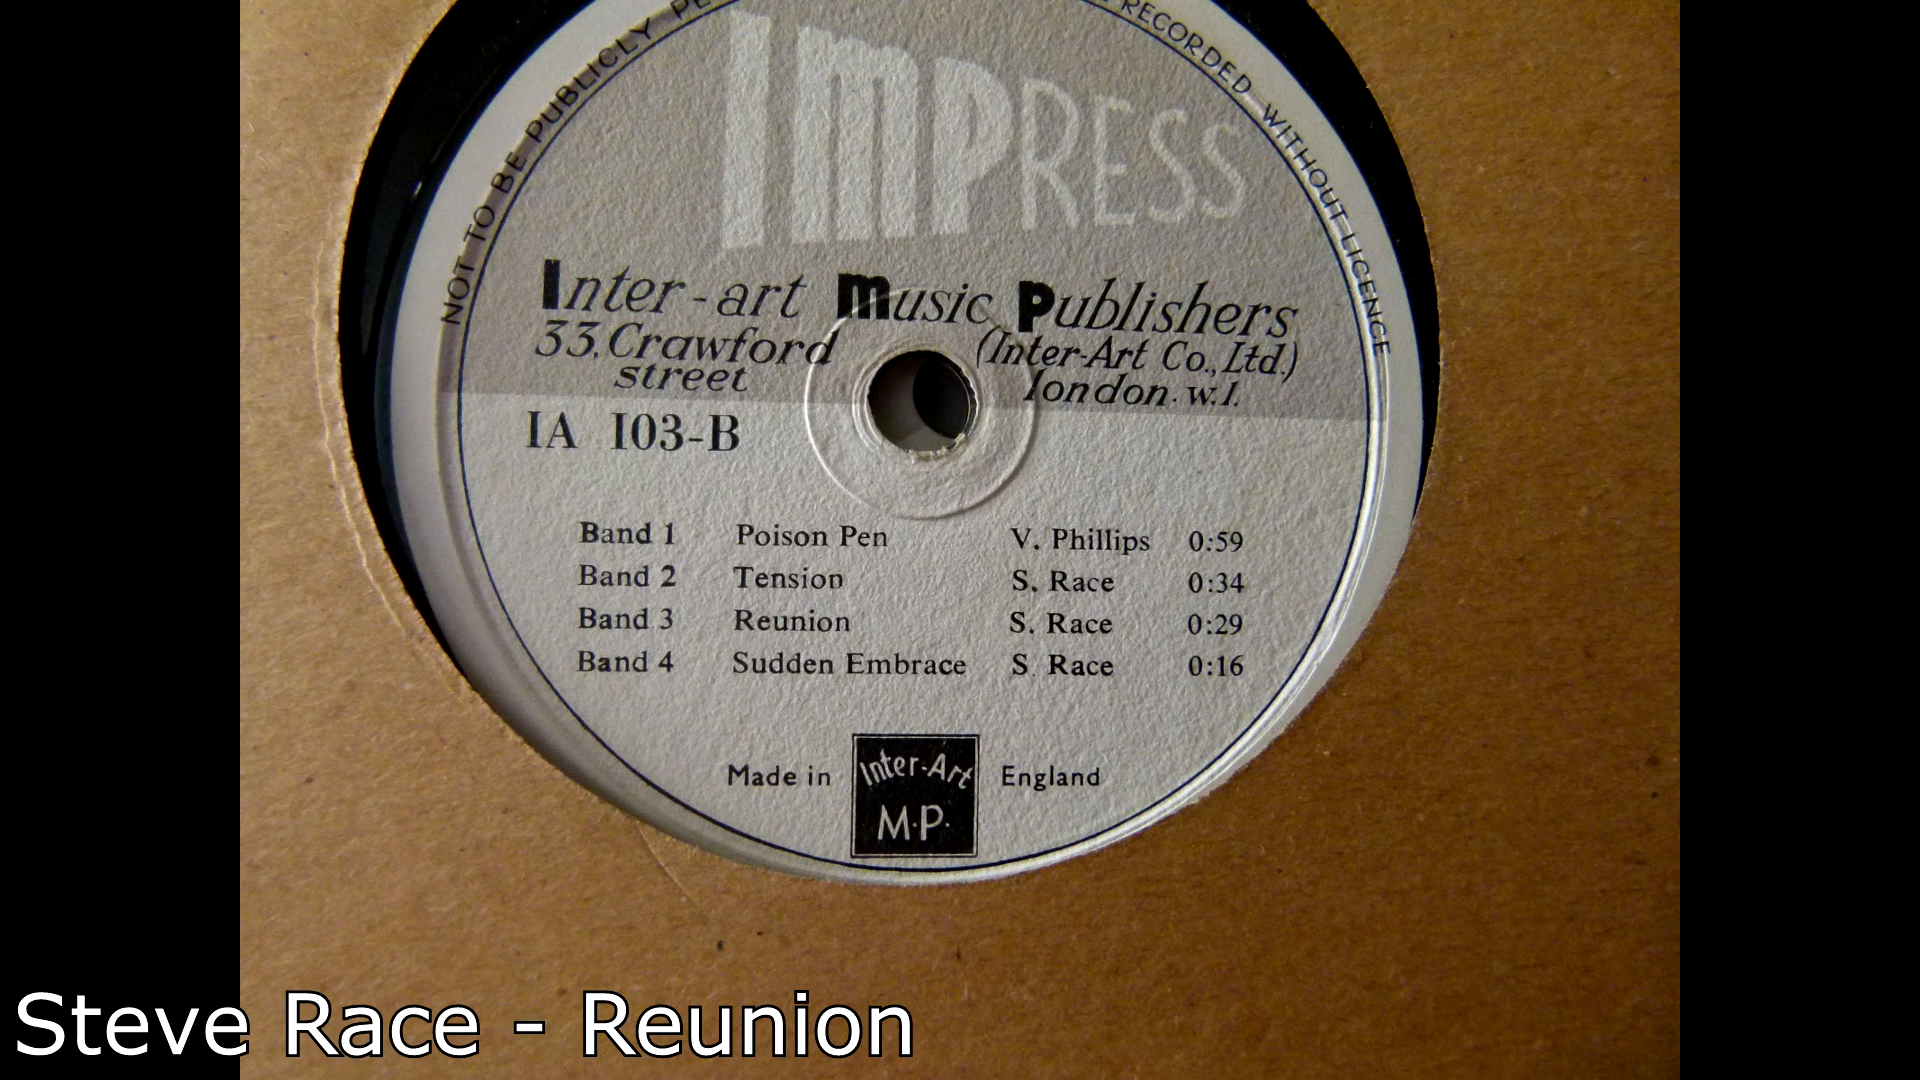 NOT TO BE PUBLICLY
RECORDED WITHOUT LICENCE
IMPRESS
Inter-art Music Publishers
33, Crawford (Inter-Art Co., Ltd.)
street london. w.1.
IA 103-B
Band 1 Poison Pen V. Phillips 0:59
Band 2 Tension S. Race 0:34
Band 3 Reunion S. Race 0:29
Band 4 Sudden Embrace S. Race 0:16
Made in Inter-Art England
M.P.
Steve Race - Reunion